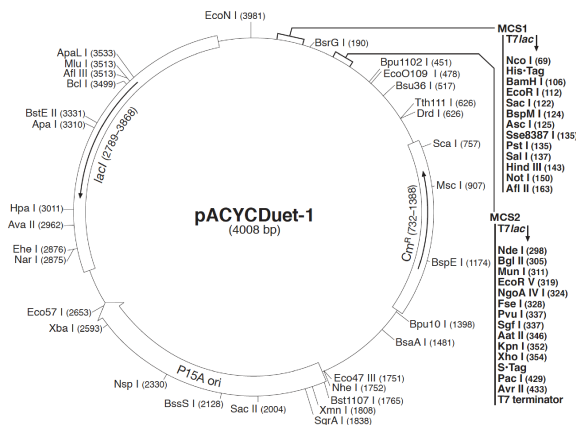 EcoN I (3981)
BsrG I (190)
ApaL I (3533)
Mlu I (3513)
Afl III (3513)
Bcl I (3499)
BstE II (3331)
Apa I (3310)
lacI (2789–3868)
Hpa I (3011)
Ava II (2962)
Ehe I (2876)
Nar I (2875)
Eco57 I (2653)
Xba I (2593)
P15A ori
Nsp I (2330)
BssS I (2128)
Sac II (2004)
pACYCDuet-1
(4008 bp)
Bpu1102 I (451)
EcoO109 I (478)
Bsu36 I (517)
Tth111 I (626)
Drd I (626)
Sca I (757)
Msc I (907)
CmR (732–1388)
BspE I (1174)
Bpu10 I (1398)
BsaA I (1481)
Eco47 III (1751)
Nhe I (1752)
Bst1107 I (1765)
Xmn I (1808)
SgrA I (1838)
MCS1
T7lac
Nco I (69)
His•Tag
BamH I (106)
EcoR I (112)
Sac I (122)
BspM I (124)
Asc I (125)
Sse8387 I (135)
Pst I (135)
Sal I (137)
Hind III (143)
Not I (150)
Afl II (163)
MCS2
T7lac
Nde I (298)
Bgl II (305)
Mun I (311)
EcoR V (319)
NgoA IV I (324)
Fse I (328)
Pvu I (337)
Sgf I (337)
Aat II (346)
Kpn I (352)
Xho I (354)
S•Tag
Pac I (429)
Avr II (433)
T7 terminator